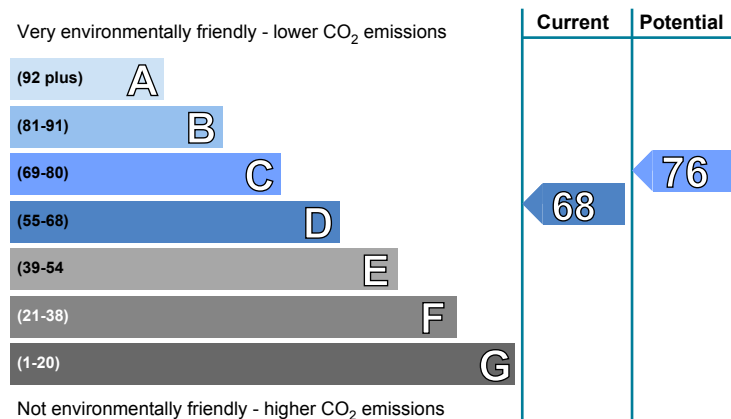 Very environmentally friendly - lower CO₂ emissions
Current
Potential
(92 plus) A
(81-91) B
(69-80) C
(55-68) D
(39-54 E
(21-38) F
(1-20) G
68
76
Not environmentally friendly - higher CO₂ emissions